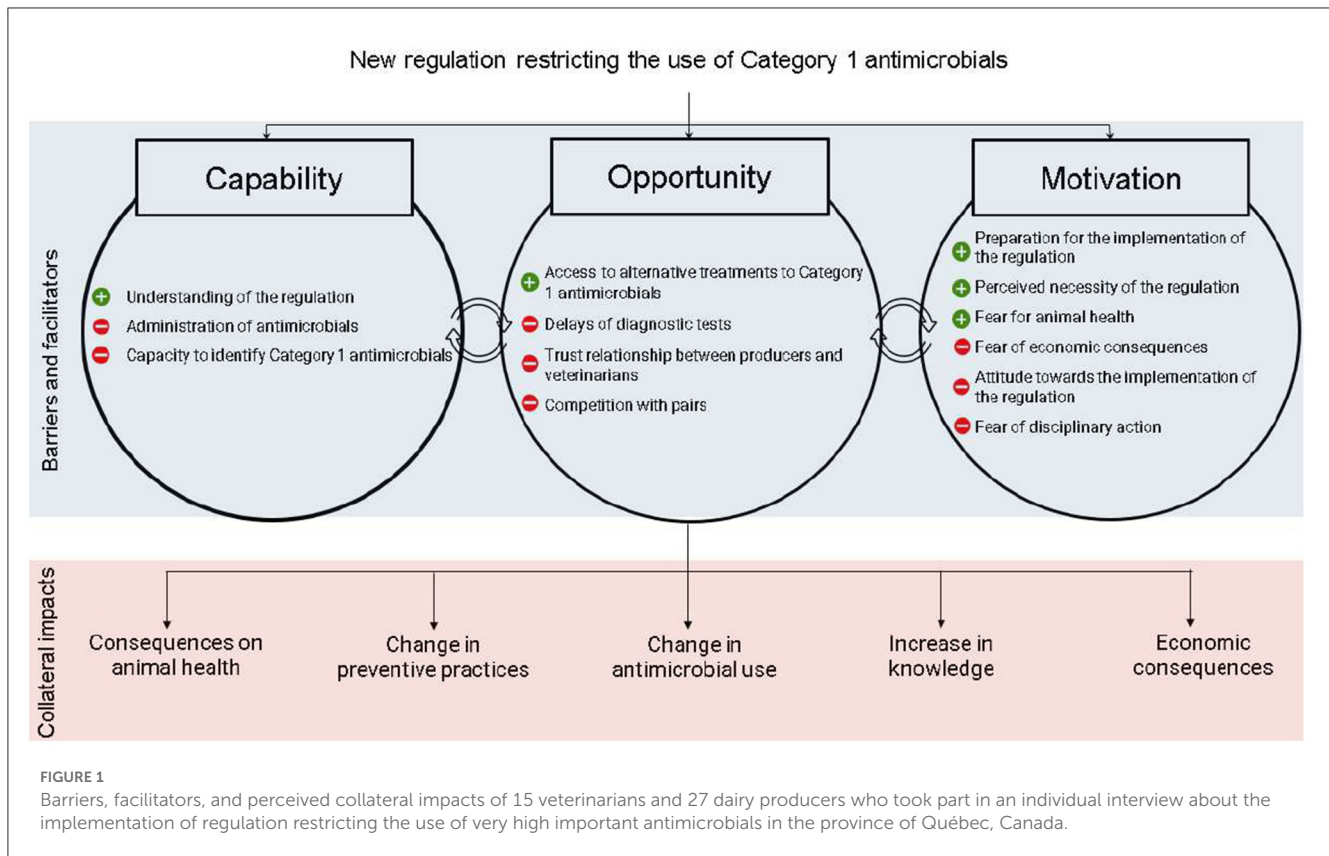 New regulation restricting the use of Category 1 antimicrobials
Barriers and facilitators
Capability
Understanding of the regulation
Administration of antimicrobials
Capacity to identify Category 1 antimicrobials
Opportunity
Access to alternative treatments to Category
1 antimicrobials
Delays of diagnostic tests
Trust relationship between producers and
veterinarians
Competition with pairs
Motivation
Preparation for the implementation of
the regulation
Perceived necessity of the regulation
Fear for animal health
Fear of economic consequences
Attitude towards the implementation of
the regulation
Fear of disciplinary action
Collateral impacts
Consequences on
animal health
Change in
preventive practices
Change in
antimicrobial use
Increase in
knowledge
Economic
consequences
FIGURE 1
Barriers, facilitators, and perceived collateral impacts of 15 veterinarians and 27 dairy producers who took part in an individual interview about the
implementation of regulation restricting the use of very high important antimicrobials in the province of Québec, Canada.